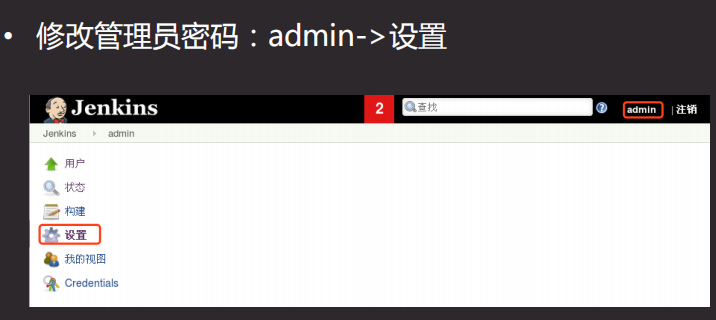 • 修改管理员密码：admin->设置
Jenkins 2 查找 admin | 注销
Jenkins admin
用户
状态
构建
设置
我的视图
Credentials